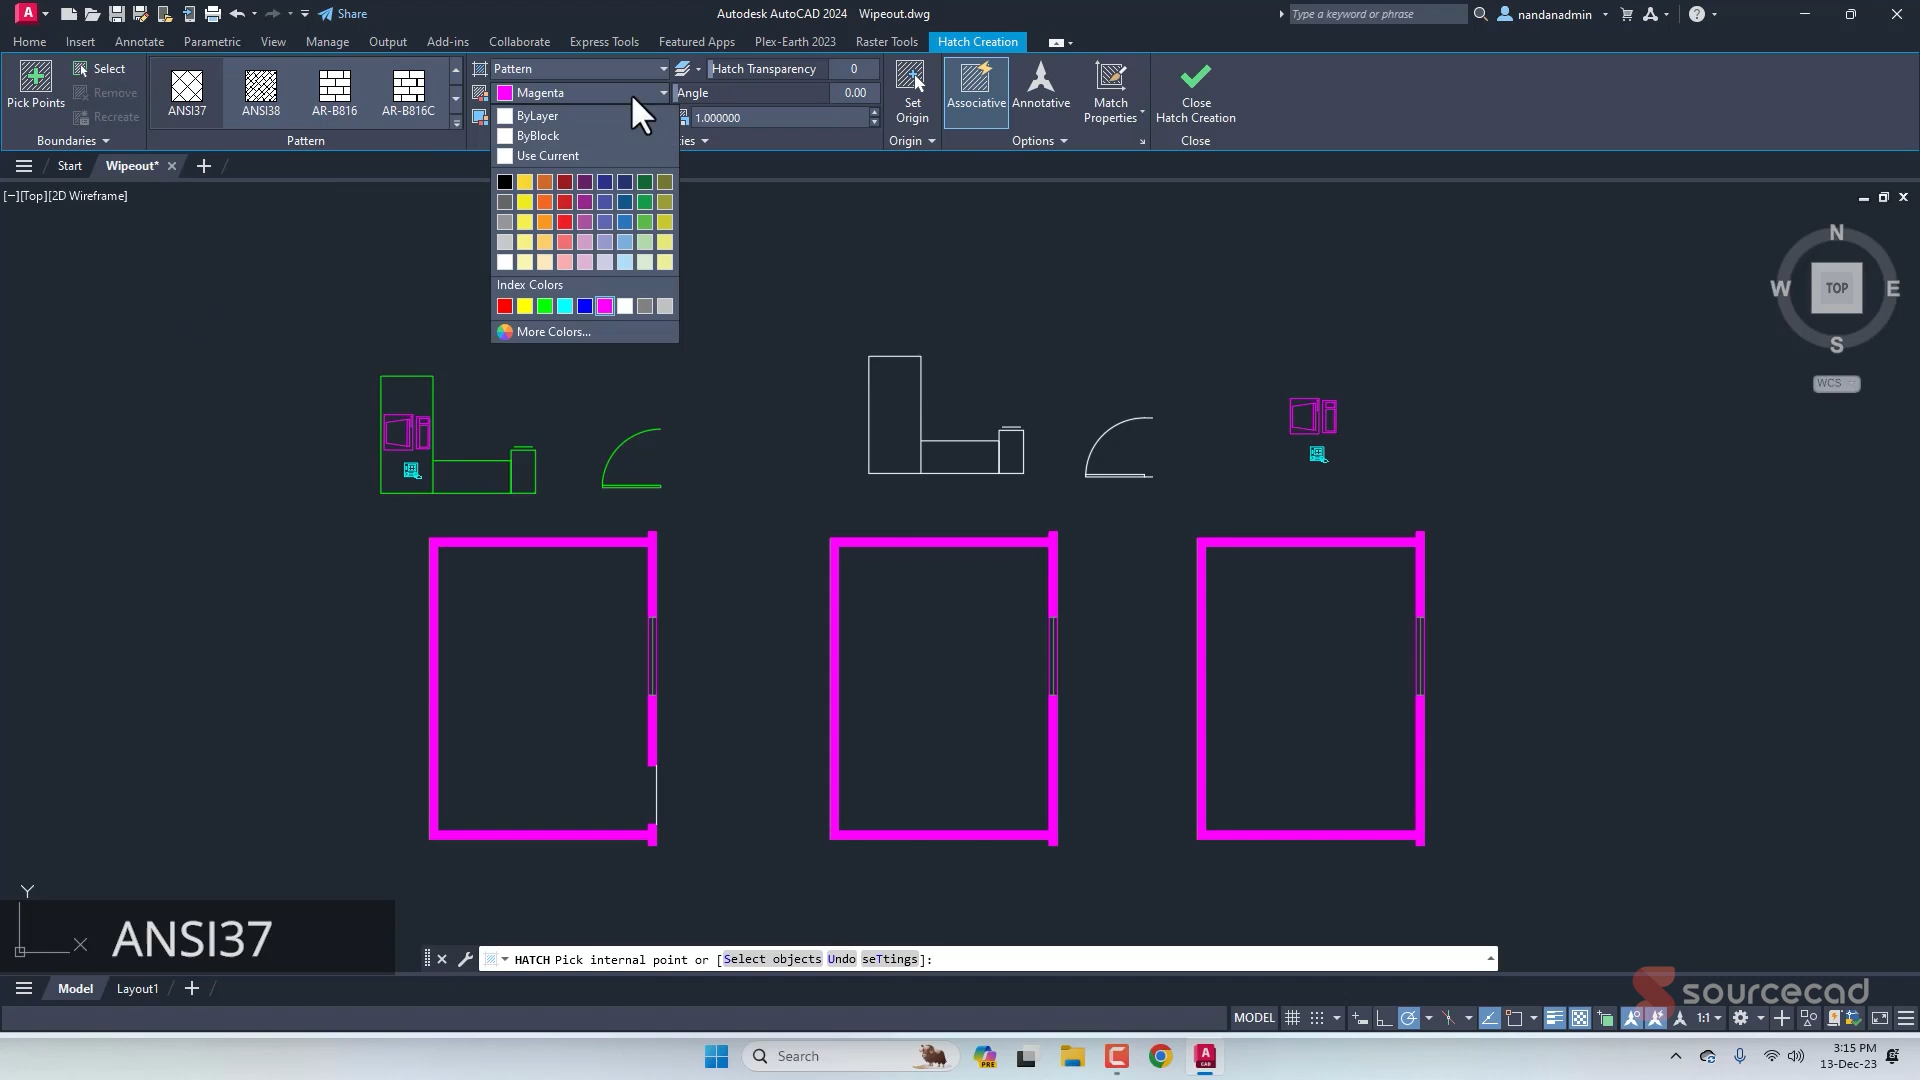 A Share Autodesk AutoCAD 2024 Wipeout.dwg Type a keyword or phrase nandanadmin
Home Insert Annotate Parametric View Manage Output Add-ins Collaborate Express Tools Featured Apps Plex-Earth 2023 Raster Tools Hatch Creation
Select
Remove
Recreate
Pick Points
Boundaries
ANSI37 ANSI38 AR-B816 AR-B816C
Pattern
Pattern Hatch Transparency 0
Magenta Angle 0.00
1.000000
ties
Set
Origin
Origin
Associative Annotative Match
Properties
Options
Close
Hatch Creation
Close
ByLayer
ByBlock
Use Current
Index Colors
More Colors...
Start Wipeout*
[−][Top][2D Wireframe]
N
W TOP E
S
WCS
Y
X ANSI37
HATCH Pick internal point or [Select objects Undo seTtings]:
Model Layout1
sourcecad
MODEL 1:1
Search PRE A CAD
3:15 PM
13-Dec-23